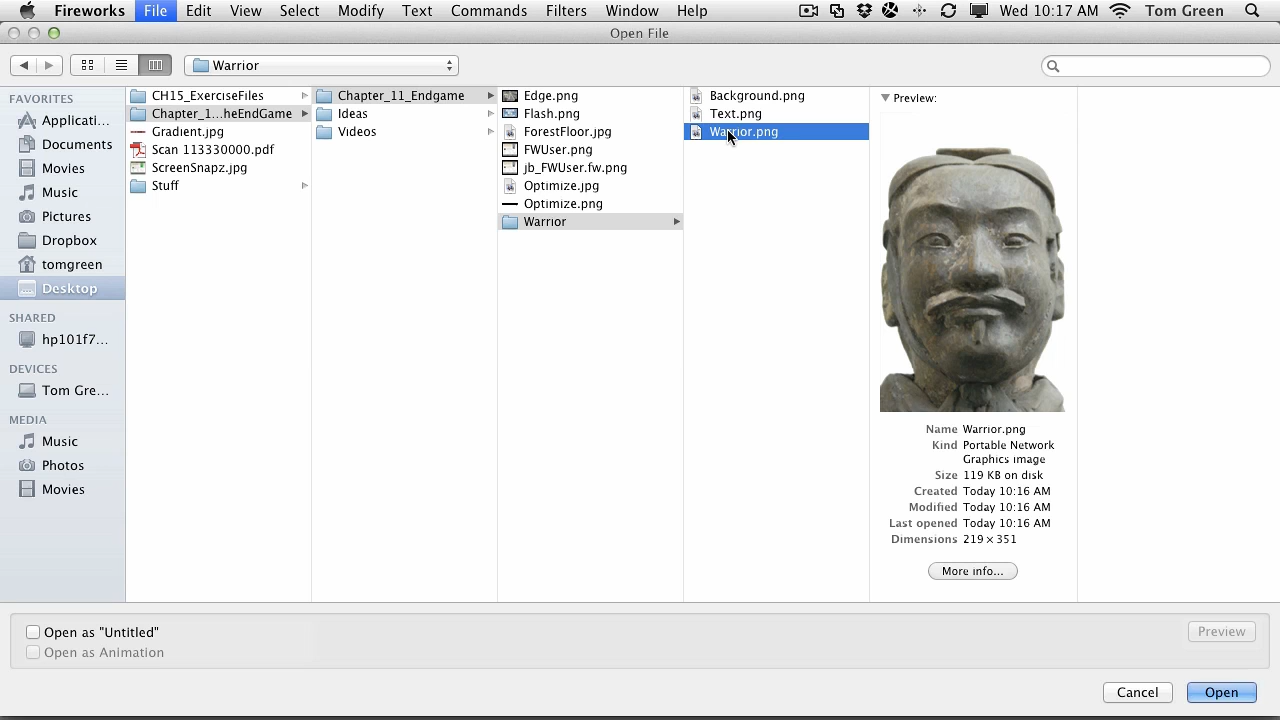 Fireworks File Edit View Select Modify Text Commands Filters Window Help Wed 10:17 AM Tom Green
Open File
Warrior
FAVORITES
Applicati...
Documents
Movies
Music
Pictures
Dropbox
tomgreen
Desktop
SHARED
hp101f7...
DEVICES
Tom Gre...
MEDIA
Music
Photos
Movies
CH15_ExerciseFiles
Chapter_1...heEndGame
Gradient.jpg
Scan 113330000.pdf
ScreenSnapz.jpg
Stuff
Chapter_11_Endgame
Ideas
Videos
Edge.png
Flash.png
ForestFloor.jpg
FWUser.png
jb_FWUser.fw.png
Optimize.jpg
Optimize.png
Warrior
Background.png
Text.png
Warrior.png
Preview:
Name Warrior.png
Kind Portable Network
Graphics image
Size 119 KB on disk
Created Today 10:16 AM
Modified Today 10:16 AM
Last opened Today 10:16 AM
Dimensions 219 × 351
More info...
Open as "Untitled"
Open as Animation
Preview
Cancel
Open